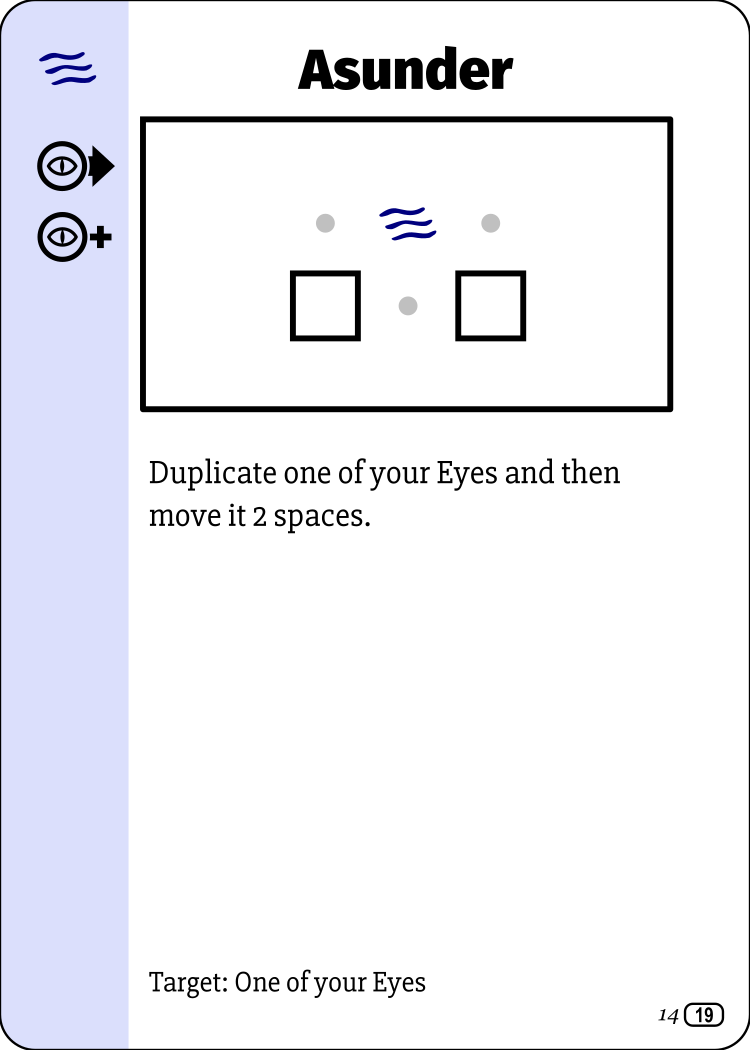 Asunder
Duplicate one of your Eyes and then
move it 2 spaces.
Target: One of your Eyes
14 19